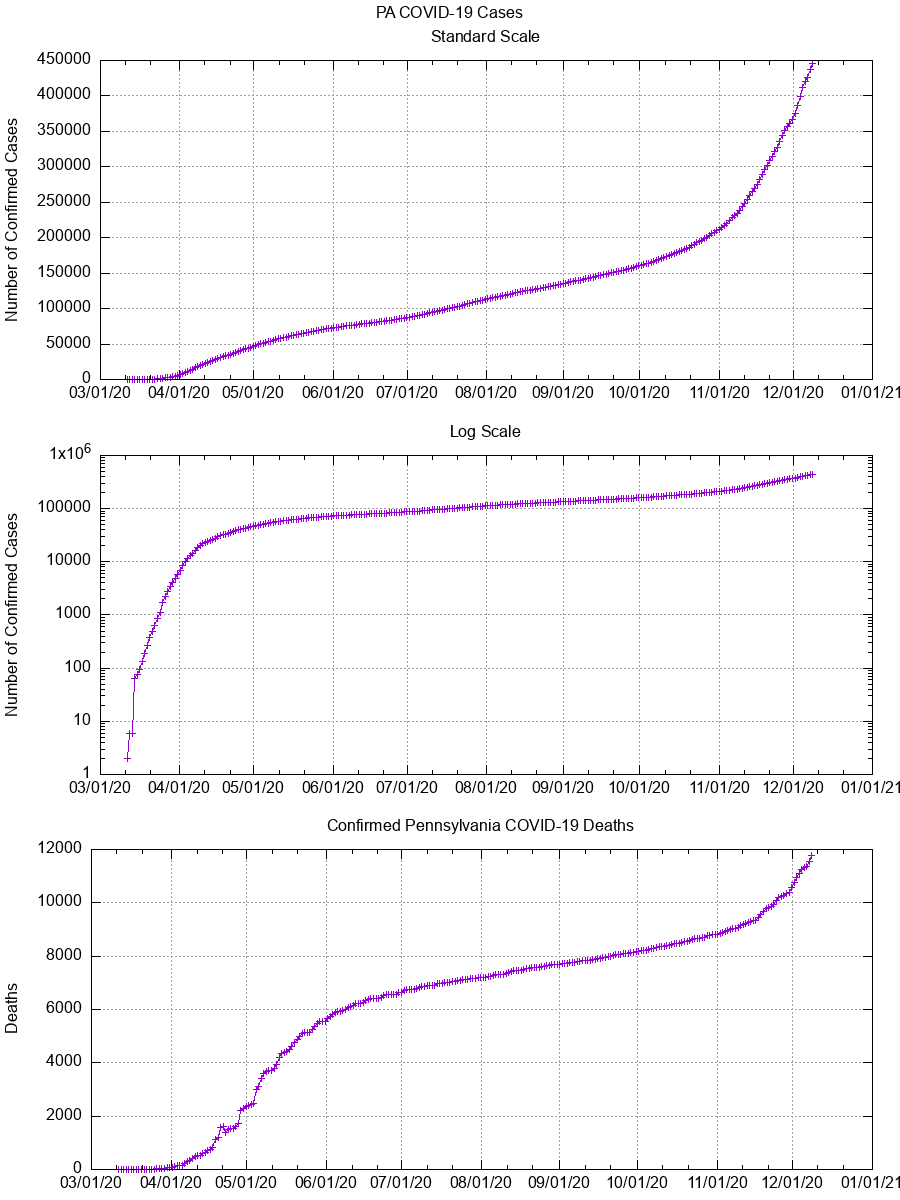 PA COVID-19 Cases
Standard Scale
Number of Confirmed Cases
450000
400000
350000
300000
250000
200000
150000
100000
50000
0
03/01/20 04/01/20 05/01/20 06/01/20 07/01/20 08/01/20 09/01/20 10/01/20 11/01/20 12/01/20 01/01/21
Log Scale
Number of Confirmed Cases
1x10⁶
100000
10000
1000
100
10
1
03/01/20 04/01/20 05/01/20 06/01/20 07/01/20 08/01/20 09/01/20 10/01/20 11/01/20 12/01/20 01/01/21
Confirmed Pennsylvania COVID-19 Deaths
Deaths
12000
10000
8000
6000
4000
2000
0
03/01/20 04/01/20 05/01/20 06/01/20 07/01/20 08/01/20 09/01/20 10/01/20 11/01/20 12/01/20 01/01/21